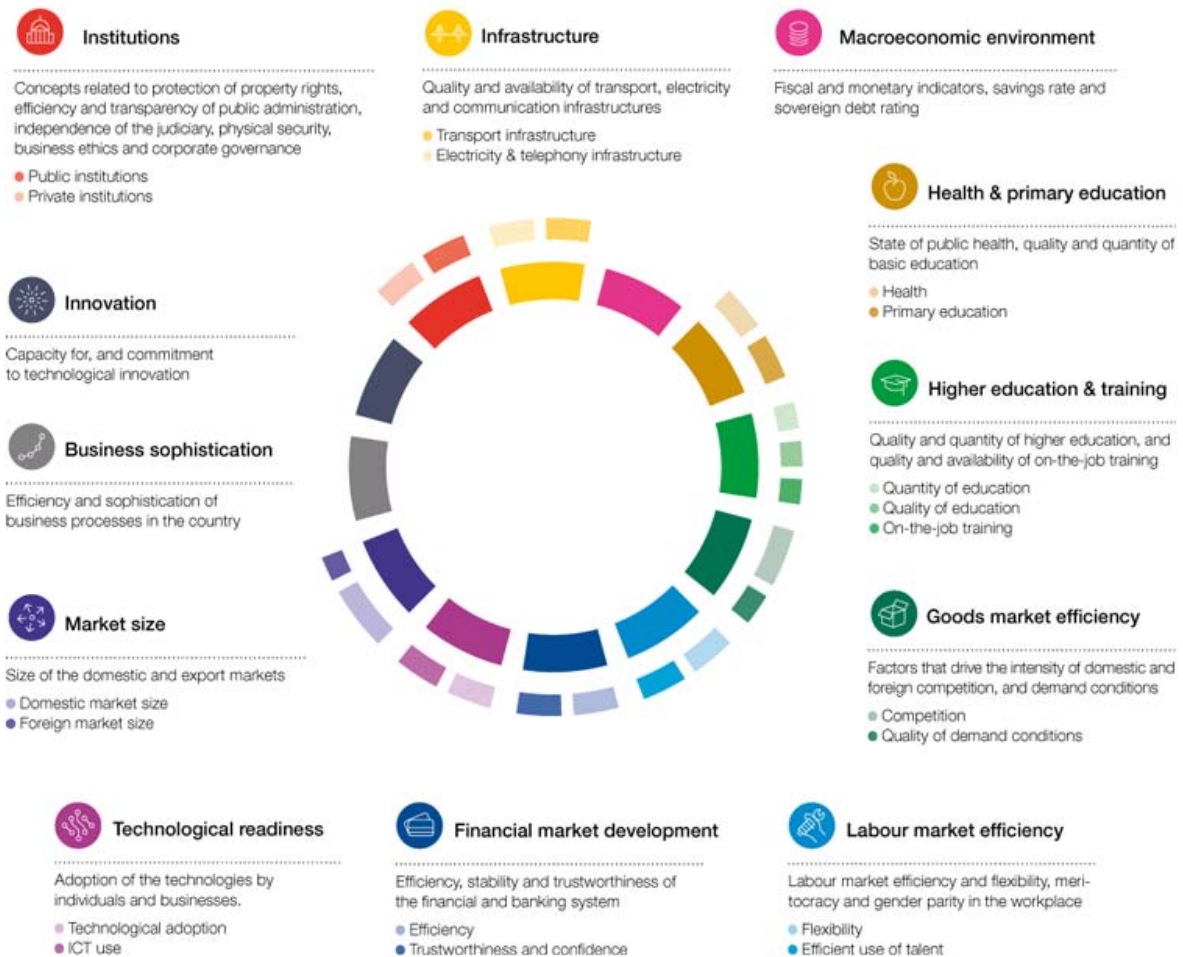 Institutions
Concepts related to protection of property rights,
efficiency and transparency of public administration,
independence of the judiciary, physical security,
business ethics and corporate governance
Public institutions
Private institutions
Infrastructure
Quality and availability of transport, electricity
and communication infrastructures
Transport infrastructure
Electricity & telephony infrastructure
Macroeconomic environment
Fiscal and monetary indicators, savings rate and
sovereign debt rating
Health & primary education
State of public health, quality and quantity of
basic education
Health
Primary education
Innovation
Capacity for, and commitment
to technological innovation
Higher education & training
Quality and quantity of higher education, and
quality and availability of on-the-job training
Quantity of education
Quality of education
On-the-job training
Business sophistication
Efficiency and sophistication of
business processes in the country
Market size
Size of the domestic and export markets
Domestic market size
Foreign market size
Goods market efficiency
Factors that drive the intensity of domestic and
foreign competition, and demand conditions
Competition
Quality of demand conditions
Technological readiness
Adoption of the technologies by
individuals and businesses.
Technological adoption
ICT use
Financial market development
Efficiency, stability and trustworthiness of
the financial and banking system
Efficiency
Trustworthiness and confidence
Labour market efficiency
Labour market efficiency and flexibility, meri-
tocracy and gender parity in the workplace
Flexibility
Efficient use of talent